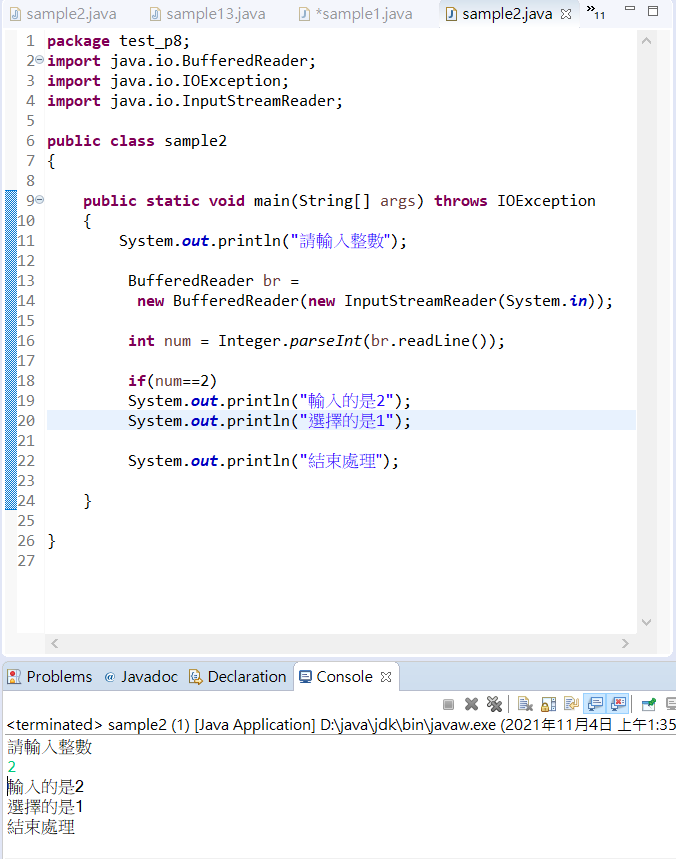 sample2.java sample13.java *sample1.java sample2.java »11
1 package test_p8;
2 import java.io.BufferedReader;
3 import java.io.IOException;
4 import java.io.InputStreamReader;
5
6 public class sample2
7 {
8
9 public static void main(String[] args) throws IOException
10 {
11 System.out.println("請輸入整數");
12
13 BufferedReader br =
14 new BufferedReader(new InputStreamReader(System.in));
15
16 int num = Integer.parseInt(br.readLine());
17
18 if(num==2)
19 System.out.println("輸入的是2");
20 System.out.println("選擇的是1");
21
22 System.out.println("結束處理");
23
24 }
25
26 }
27
Problems @ Javadoc Declaration Console
<terminated> sample2 (1) [Java Application] D:\java\jdk\bin\javaw.exe (2021年11月4日 上午1:35
請輸入整數
2
輸入的是2
選擇的是1
結束處理